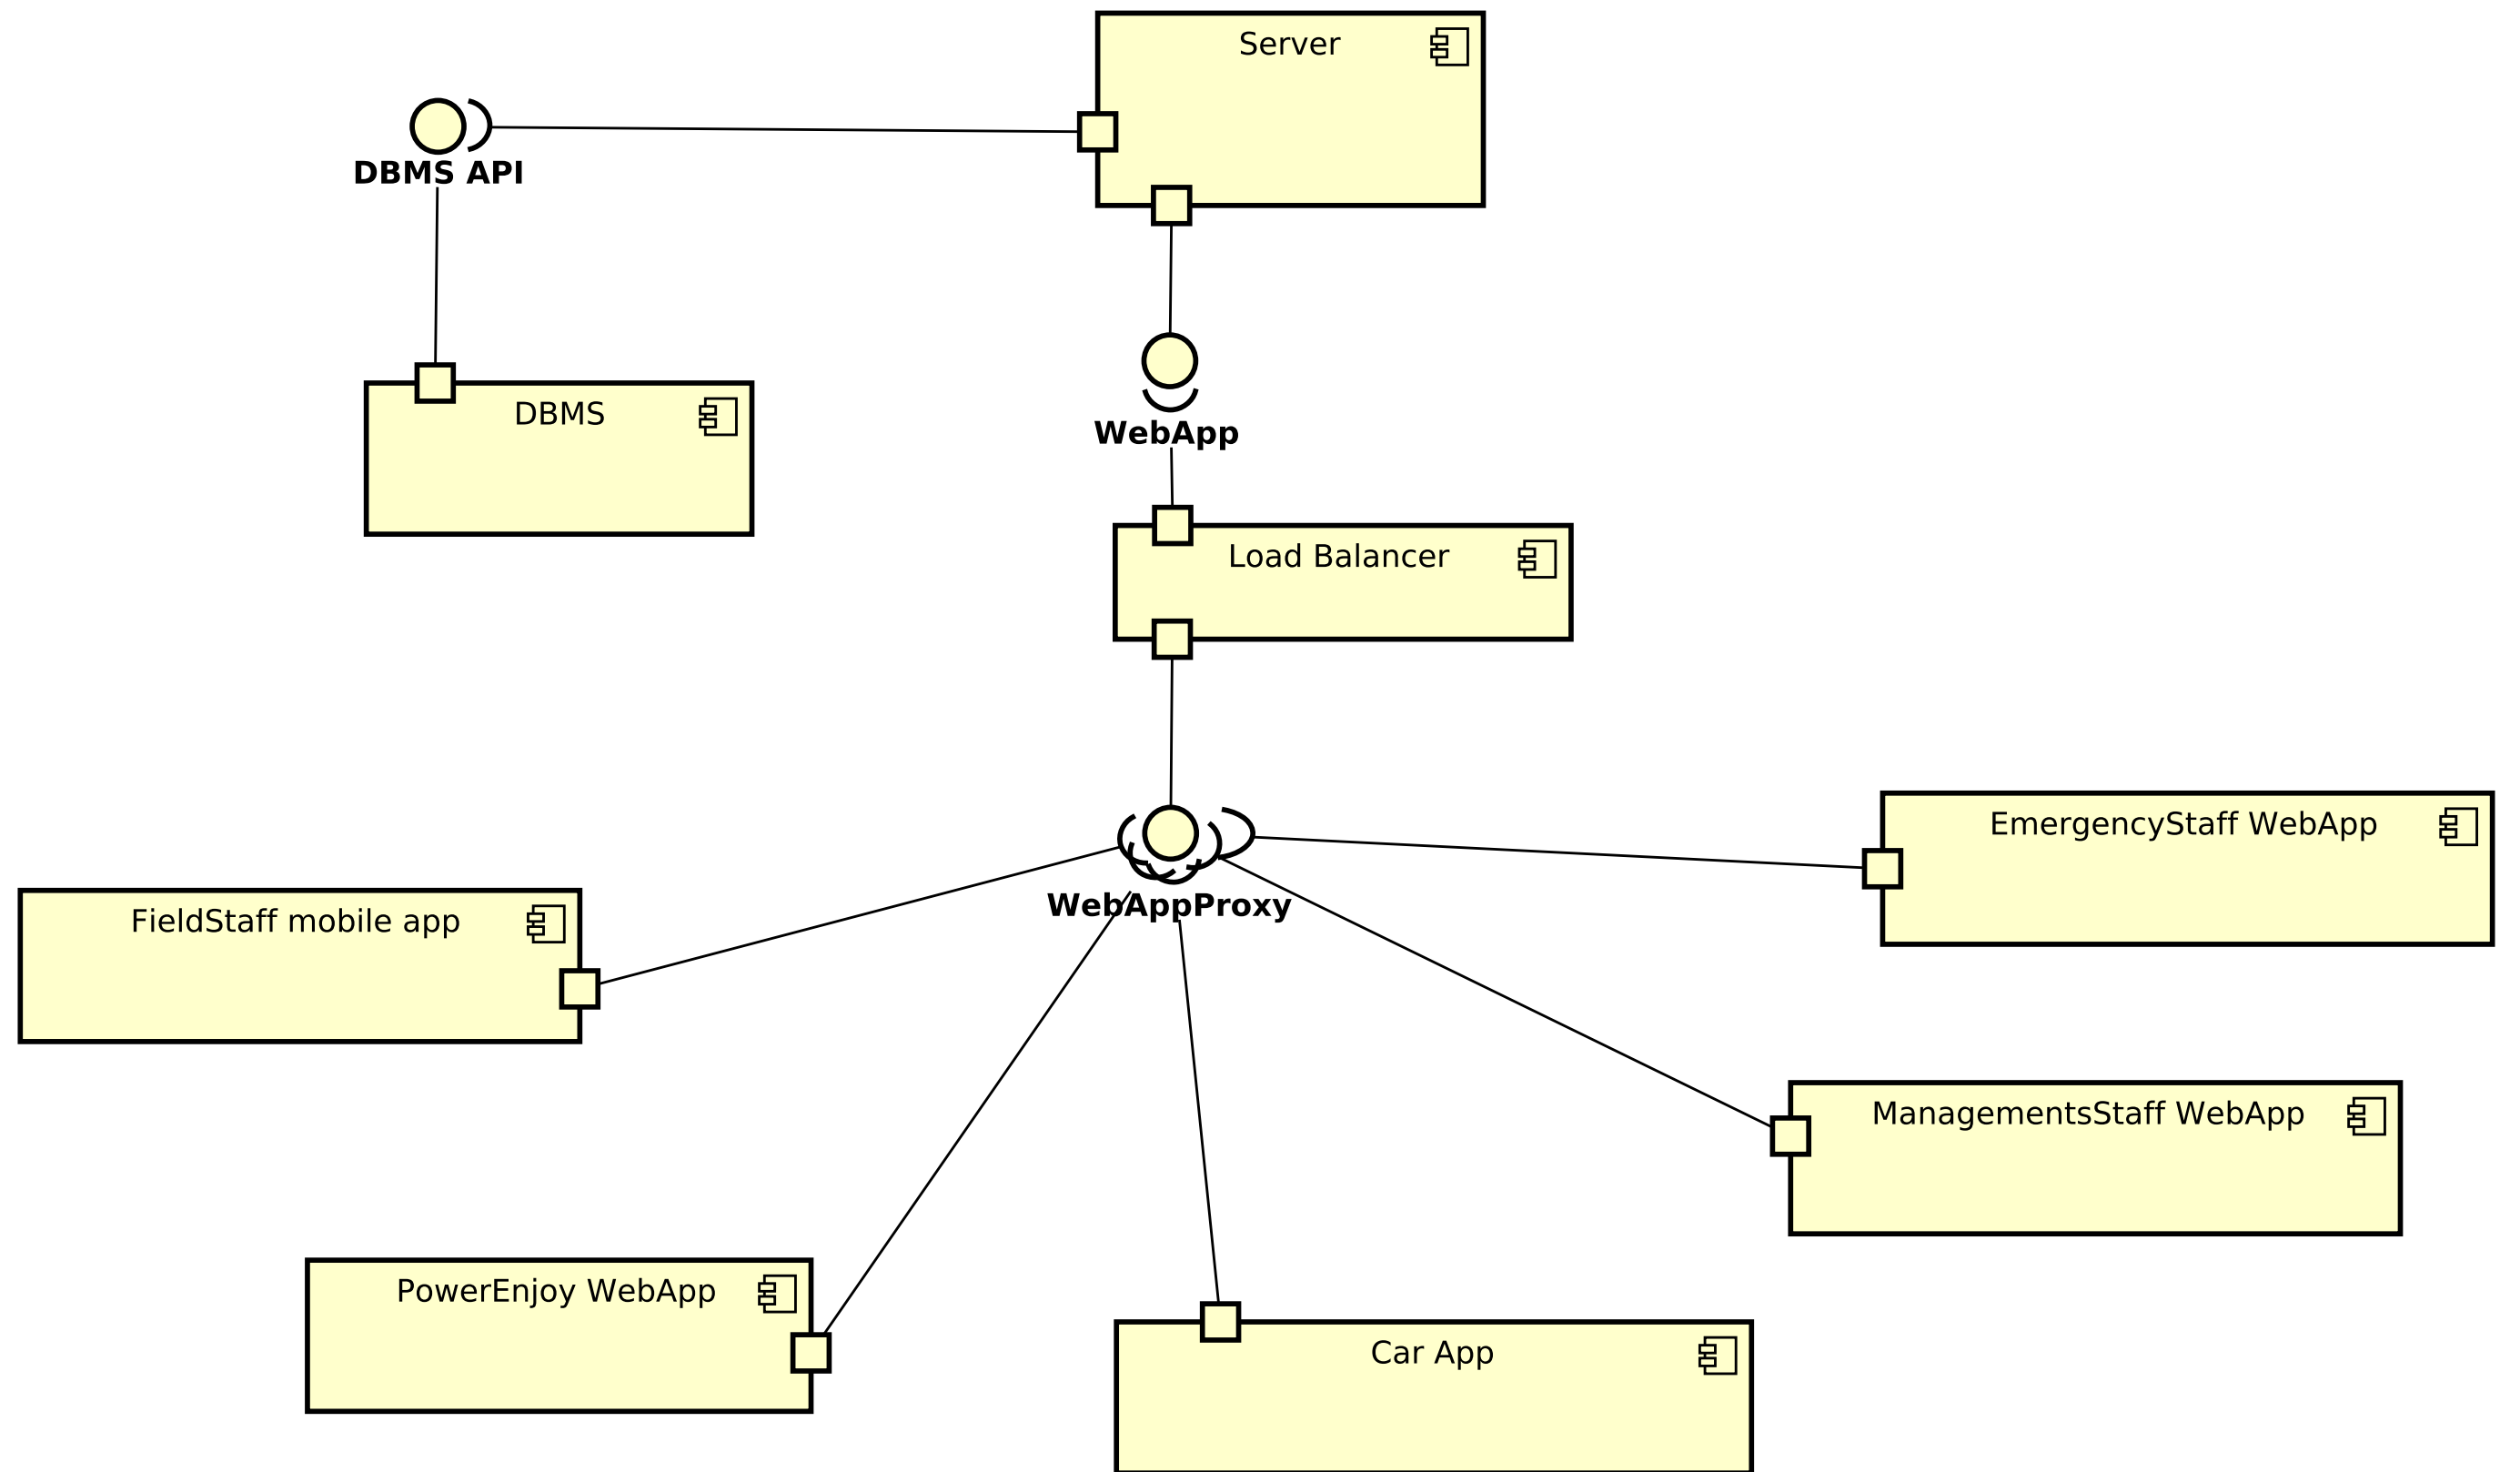 Server
DBMS API
DBMS
WebApp
Load Balancer
EmergencyStaff WebApp
WebAppProxy
FieldStaff mobile app
ManagementsStaff WebApp
PowerEnjoy WebApp
Car App